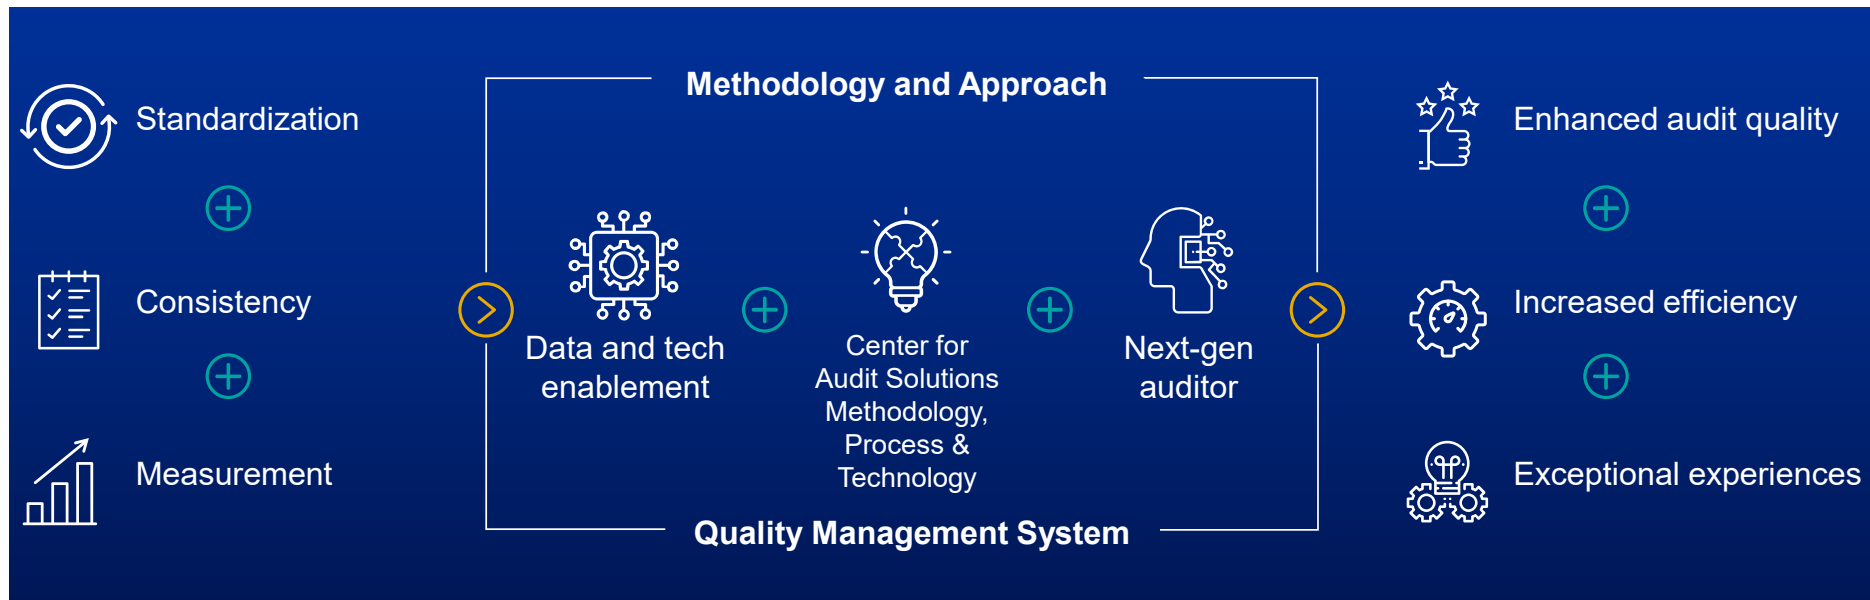 Standardization
Consistency
Measurement
Methodology and Approach
Data and tech
enablement
Center for
Audit Solutions
Methodology,
Process &
Technology
Next-gen
auditor
Quality Management System
Enhanced audit quality
Increased efficiency
Exceptional experiences